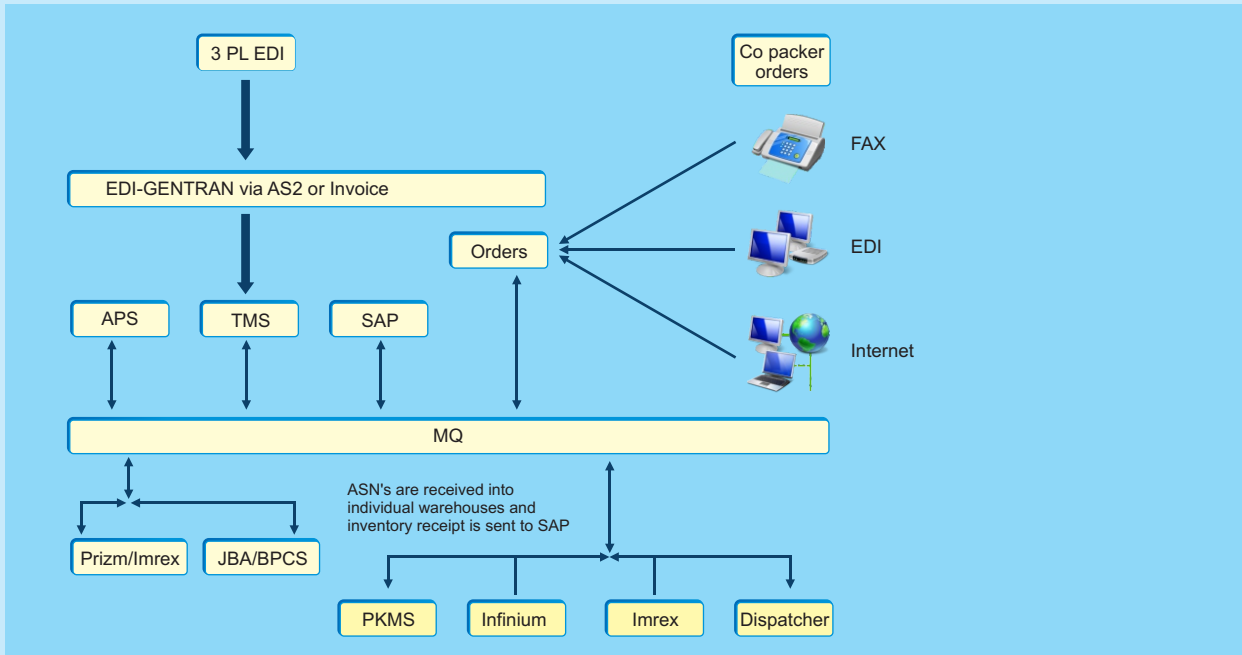 3 PL EDI
Co packer
orders
FAX
EDI-GENTRAN via AS2 or Invoice
Orders
EDI
APS
TMS
SAP
Internet
MQ
ASN's are received into
individual warehouses and
inventory receipt is sent to SAP
Prizm/Imrex
JBA/BPCS
PKMS
Infinium
Imrex
Dispatcher